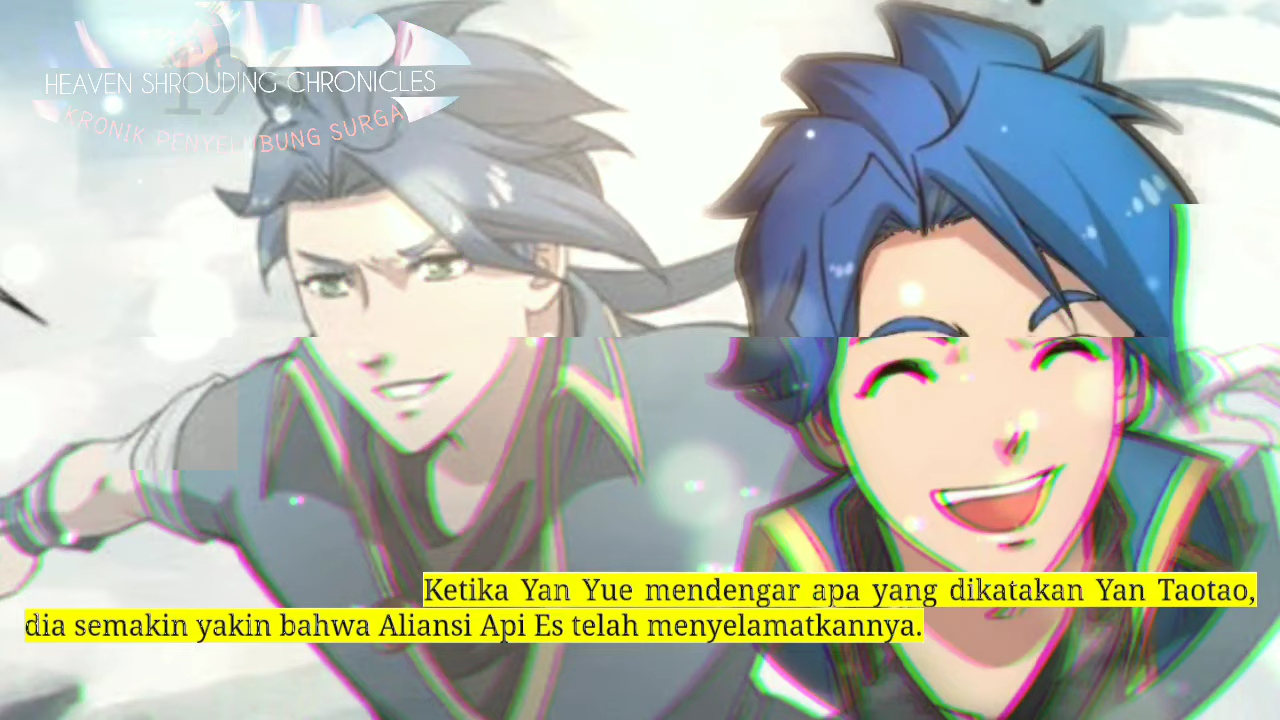 HEAVEN SHROUDING CHRONICLES
KRONIK PENYELUBUNG SURGA
Ketika Yan Yue mendengar apa yang dikatakan Yan Taotao,
dia semakin yakin bahwa Aliansi Api Es telah menyelamatkannya.